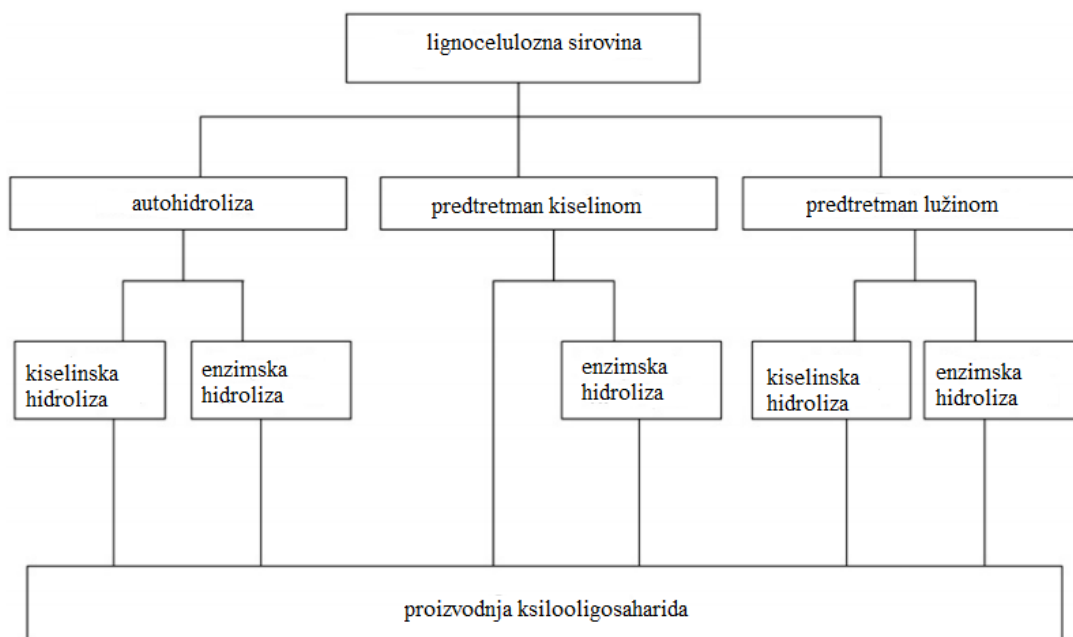 lignocelulozna sirovina
autohidroliza
predtretman kiselinom
predtretman lužinom
kiselinska
hidroliza
enzimska
hidroliza
enzimska
hidroliza
kiselinska
hidroliza
enzimska
hidroliza
proizvodnja ksilooligosaharida